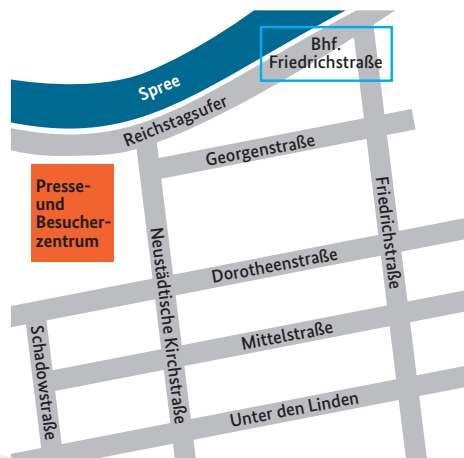 Bhf.
Friedrichstraße
Spree
Reichstagsufer
Georgenstraße
Presse-
und
Besucher-
zentrum
Friedrichstraße
Neustädtische Kirchstraße
Dorotheenstraße
Schadowstraße
Mittelstraße
Unter den Linden